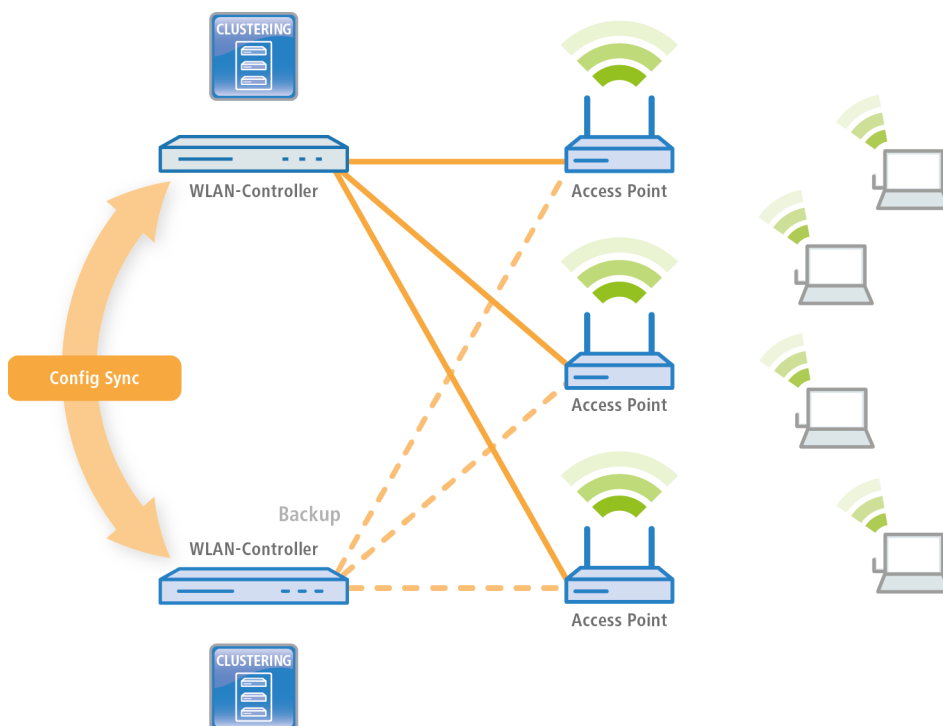 CLUSTERING
WLAN-Controller
Access Point
Access Point
Config Sync
Backup
WLAN-Controller
Access Point
CLUSTERING